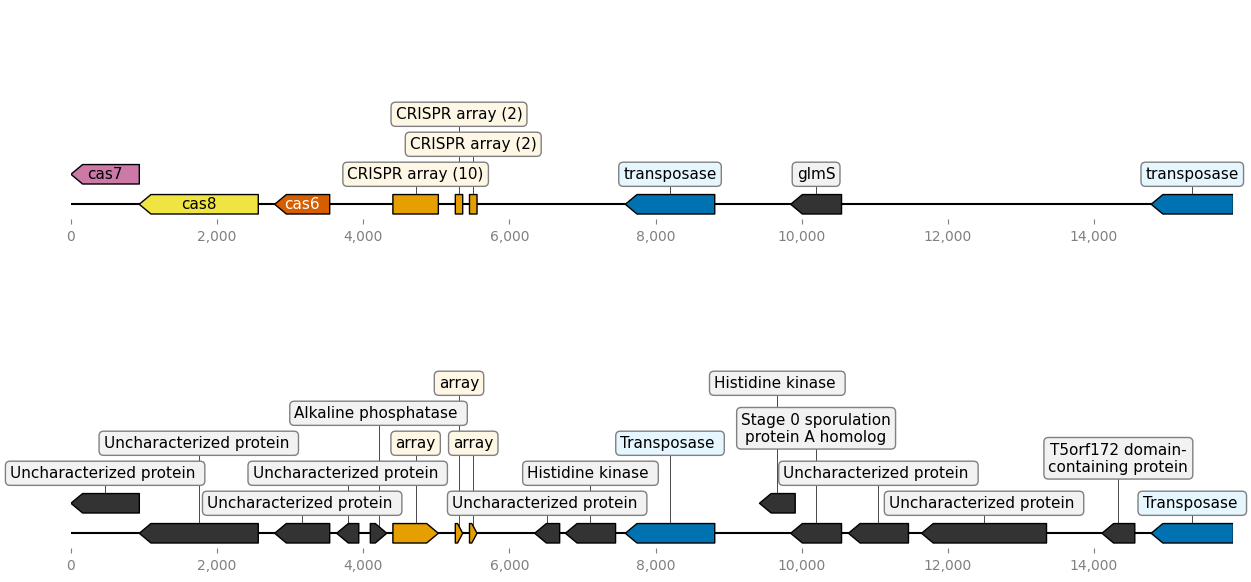 CRISPR array (2)
CRISPR array (2)
cas7
CRISPR array (10)
transposase
glmS
transposase
cas8
cas6
0
2,000
4,000
6,000
8,000
10,000
12,000
14,000
array
Histidine kinase
Alkaline phosphatase
Stage 0 sporulation
protein A homolog
Uncharacterized protein
array
array
Transposase
T5orf172 domain-
containing protein
Uncharacterized protein
Uncharacterized protein
Histidine kinase
Uncharacterized protein
Uncharacterized protein
Uncharacterized protein
Uncharacterized protein
Transposase
0
2,000
4,000
6,000
8,000
10,000
12,000
14,000